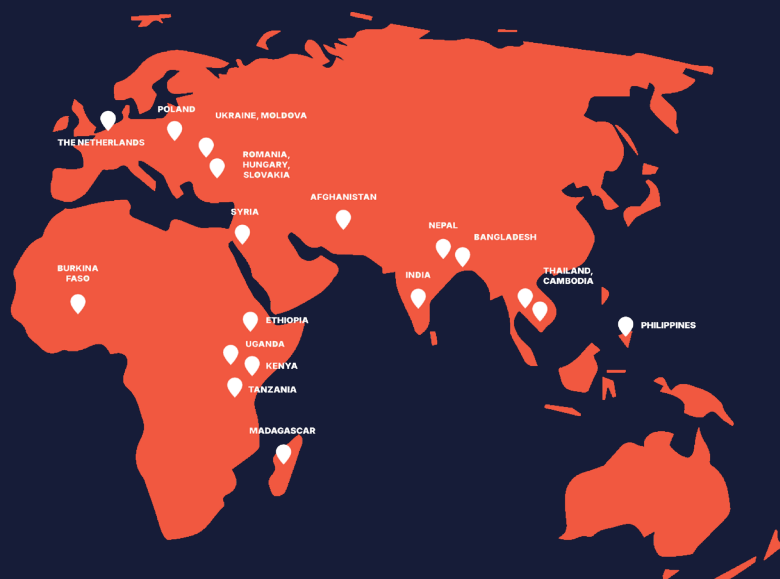 POLAND
UKRAINE, MOLDOVA
THE NETHERLANDS
ROMANIA,
HUNGARY,
SLOVAKIA
AFGHANISTAN
SYRIA
NEPAL
BANGLADESH
BURKINA
FASO
INDIA
THAILAND,
CAMBODIA
ETHIOPIA
PHILIPPINES
UGANDA
KENYA
TANZANIA
MADAGASCAR